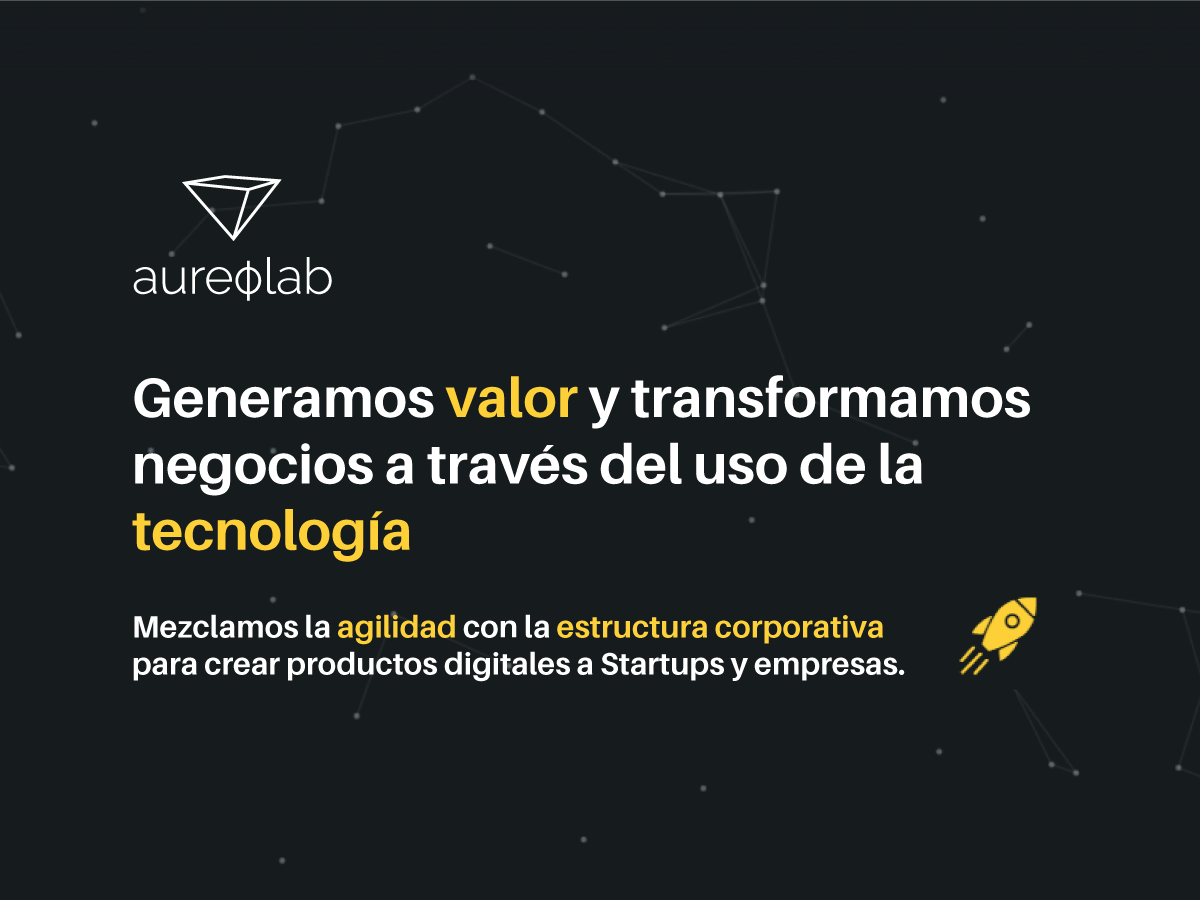 aureɸlab
Generamos valor y transformamos
negocios a través del uso de la
tecnología
Mezclamos la agilidad con la estructura corporativa
para crear productos digitales a Startups y empresas.